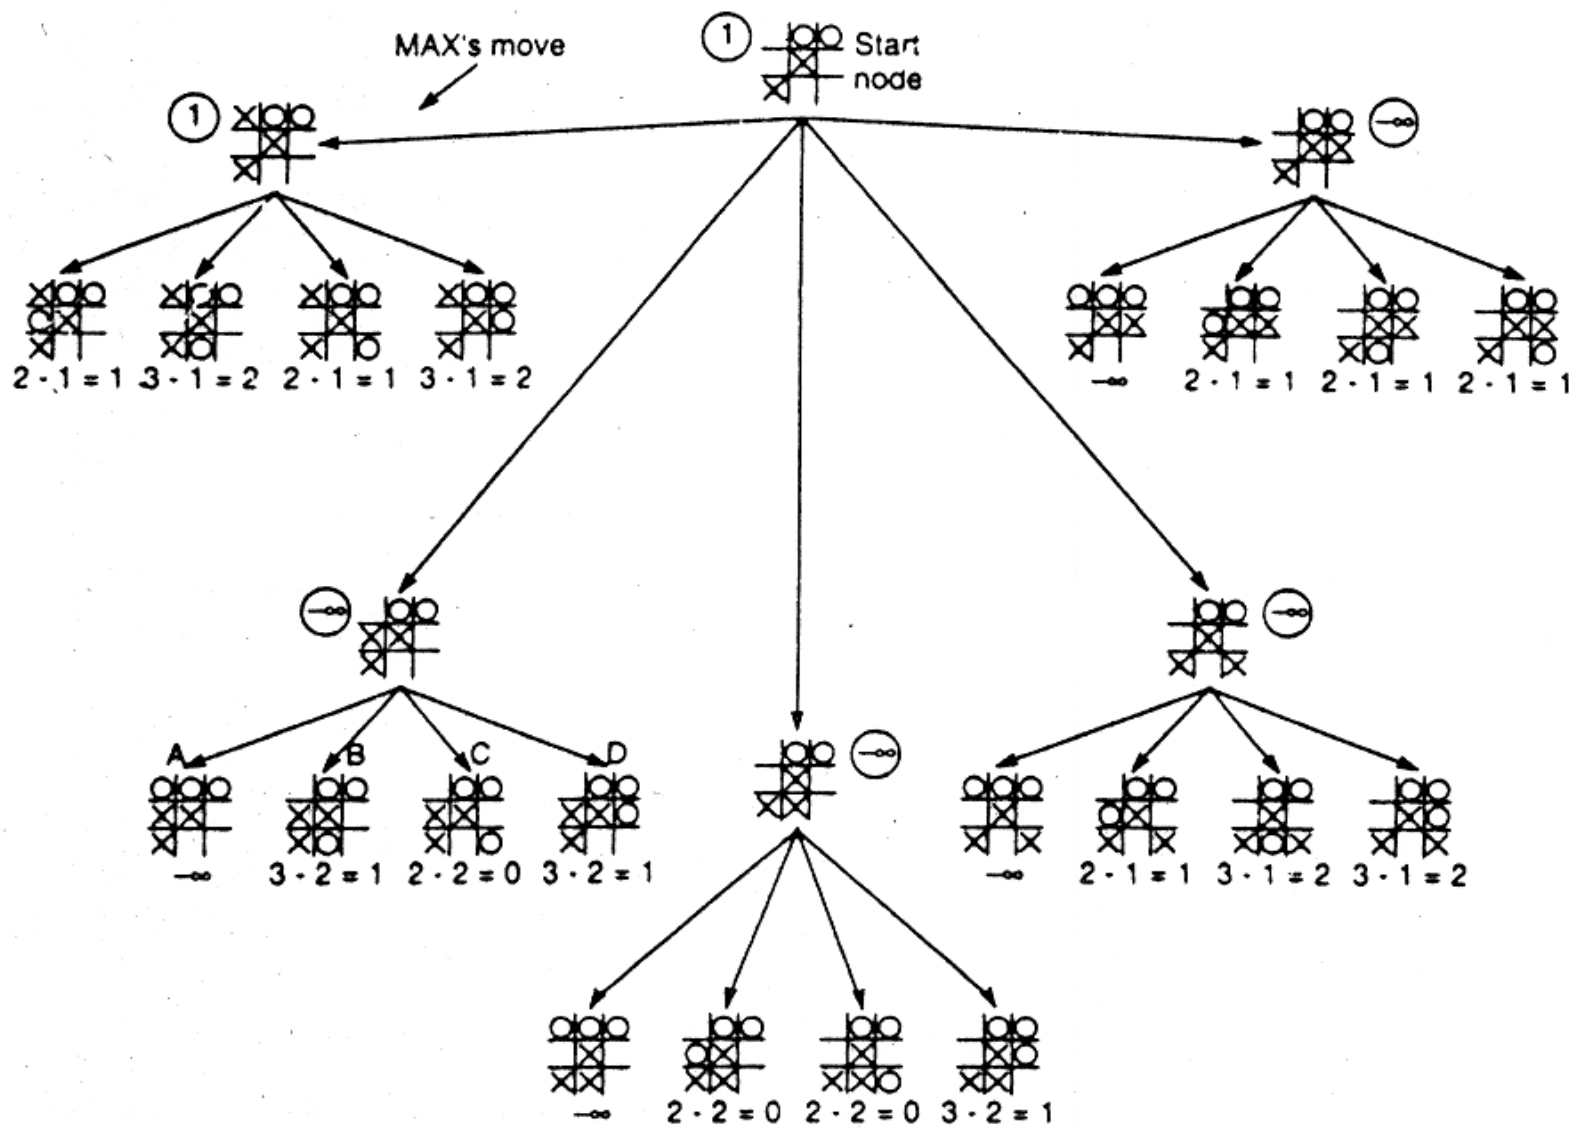 MAX's move
1
Start
node
1
−∞
2 - 1 = 1
3 - 1 = 2
2 - 1 = 1
3 - 1 = 2
−∞
2 - 1 = 1
2 - 1 = 1
2 - 1 = 1
−∞
−∞
A
B
C
D
−∞
−∞
3 - 2 = 1
2 - 2 = 0
3 - 2 = 1
−∞
2 - 1 = 1
3 - 1 = 2
3 - 1 = 2
−∞
2 - 2 = 0
2 - 2 = 0
3 - 2 = 1